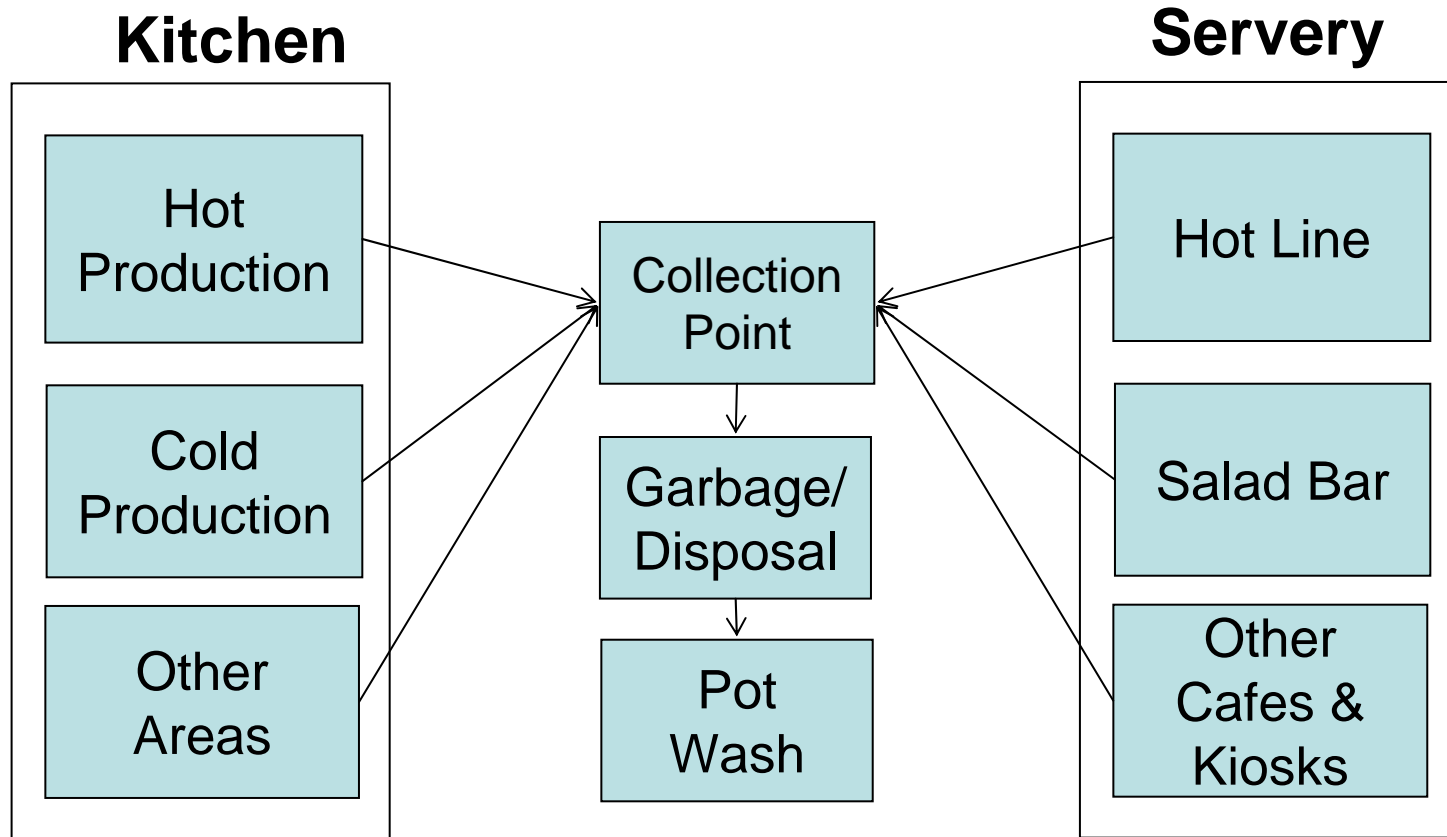 Kitchen
Hot
Production
Cold
Production
Other
Areas
Collection
Point
Garbage/
Disposal
Pot
Wash
Servery
Hot Line
Salad Bar
Other
Cafes &
Kiosks